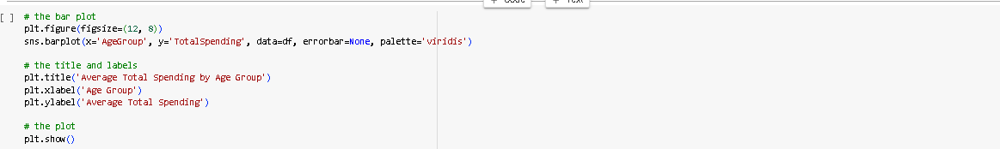 + Code + Text
[ ] # the bar plot
plt.figure(figsize=(12, 8))
sns.barplot(x='AgeGroup', y='TotalSpending', data=df, errorbar=None, palette='viridis')
# the title and labels
plt.title('Average Total Spending by Age Group')
plt.xlabel('Age Group')
plt.ylabel('Average Total Spending')
# the plot
plt.show()